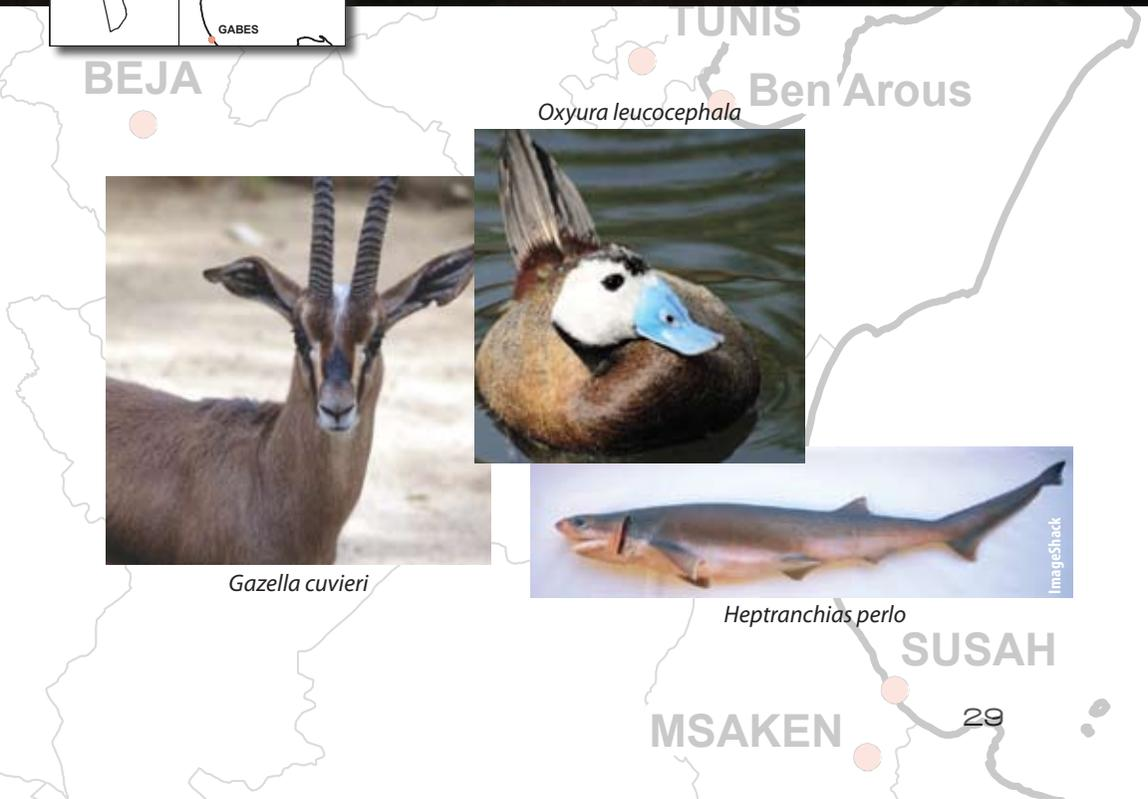 GABES
TUNIS
BEJA
Ben Arous
Oxyura leucocephala
Gazella cuvieri
ImageShack
Heptranchias perlo
SUSAH
29
MSAKEN